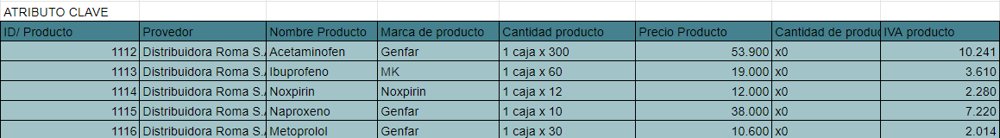 ATRIBUTO CLAVE
ID/ Producto Provedor Nombre Producto Marca de producto Cantidad producto Precio Producto Cantidad de produc IVA producto
1112 Distribuidora Roma S.A Acetaminofen Genfar 1 caja x 300 53.900 x0 10.241
1113 Distribuidora Roma S.A Ibuprofeno MK 1 caja x 60 19.000 x0 3.610
1114 Distribuidora Roma S.A Noxpirin Noxpirin 1 caja x 12 12.000 x0 2.280
1115 Distribuidora Roma S.A Naproxeno Genfar 1 caja x 10 38.000 x0 7.220
1116 Distribuidora Roma S.A Metoprolol Genfar 1 caja x 30 10.600 x0 2.014